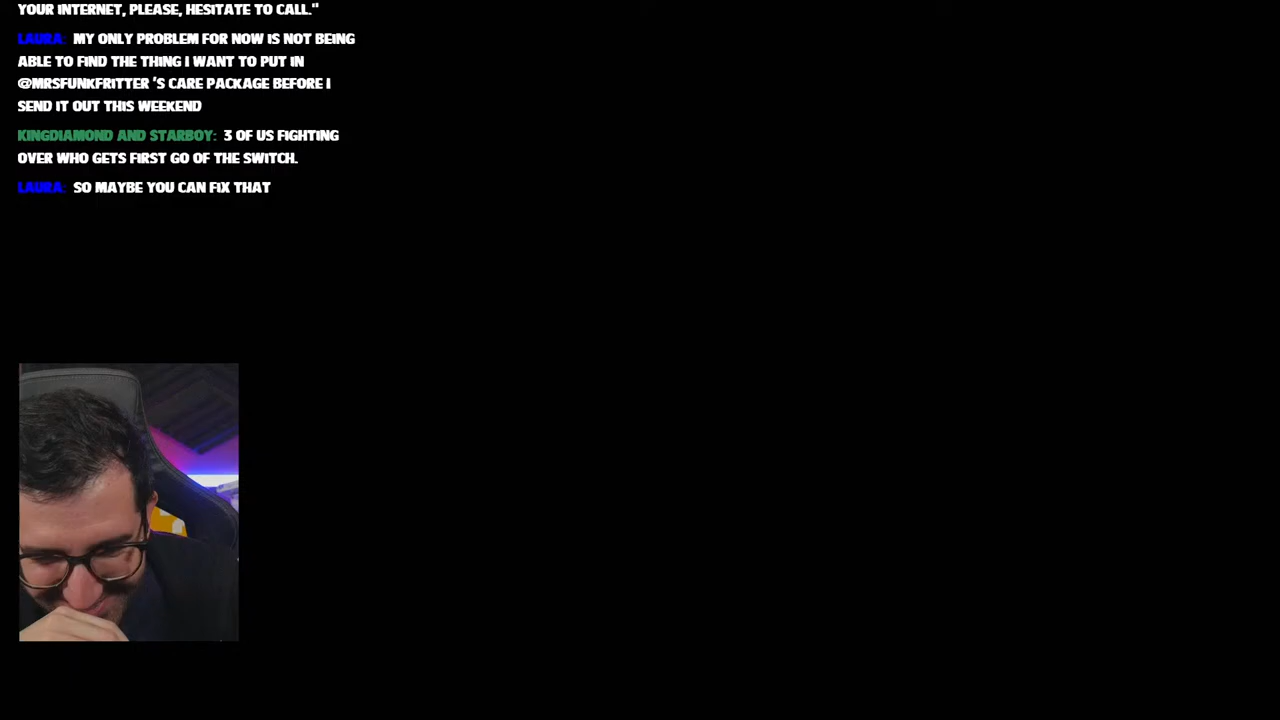 YOUR INTERNET, PLEASE, HESITATE TO CALL."
LAURA: MY ONLY PROBLEM FOR NOW IS NOT BEING
ABLE TO FIND THE THING I WANT TO PUT IN
@MRSFUNKFRITTER 'S CARE PACKAGE BEFORE I
SEND IT OUT THIS WEEKEND
KINGDIAMOND AND STARBOY: 3 OF US FIGHTING
OVER WHO GETS FIRST GO OF THE SWITCH.
LAURA: SO MAYBE YOU CAN FIX THAT